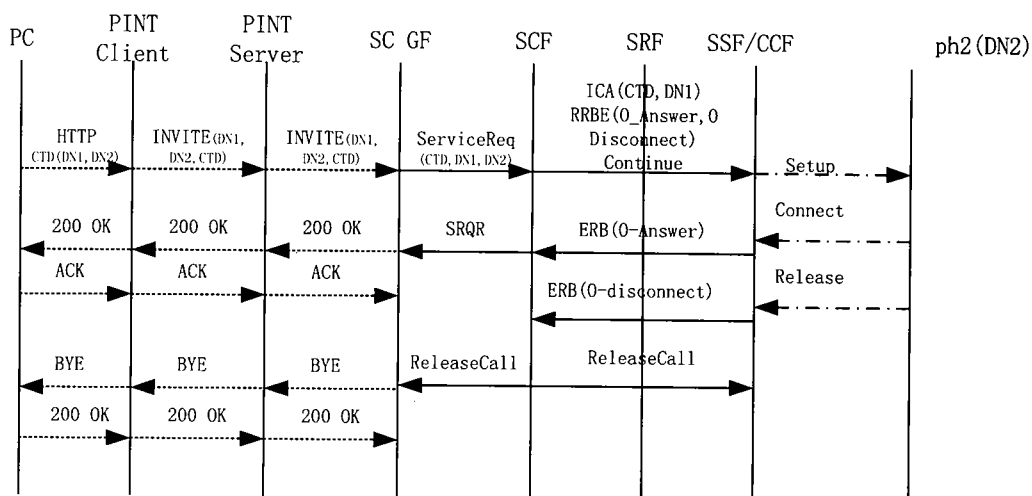 PC
PINT
Client
PINT
Server
SC GF
SCF
SRF
SSF/CCF
ph2(DN2)
ICA(CTD,DN1)
RRBE(O_Answer,O
Disconnect)
Continue
HTTP
CTD(DN1,DN2)
INVITE(DN1,
DN2,CTD)
INVITE(DN1,
DN2,CTD)
ServiceReq
(CTD,DN1,DN2)
Setup
200 OK
200 OK
200 OK
SRQR
ERB(O-Answer)
Connect
ACK
ACK
ACK
ERB(O-disconnect)
Release
BYE
BYE
BYE
ReleaseCall
ReleaseCall
200 OK
200 OK
200 OK